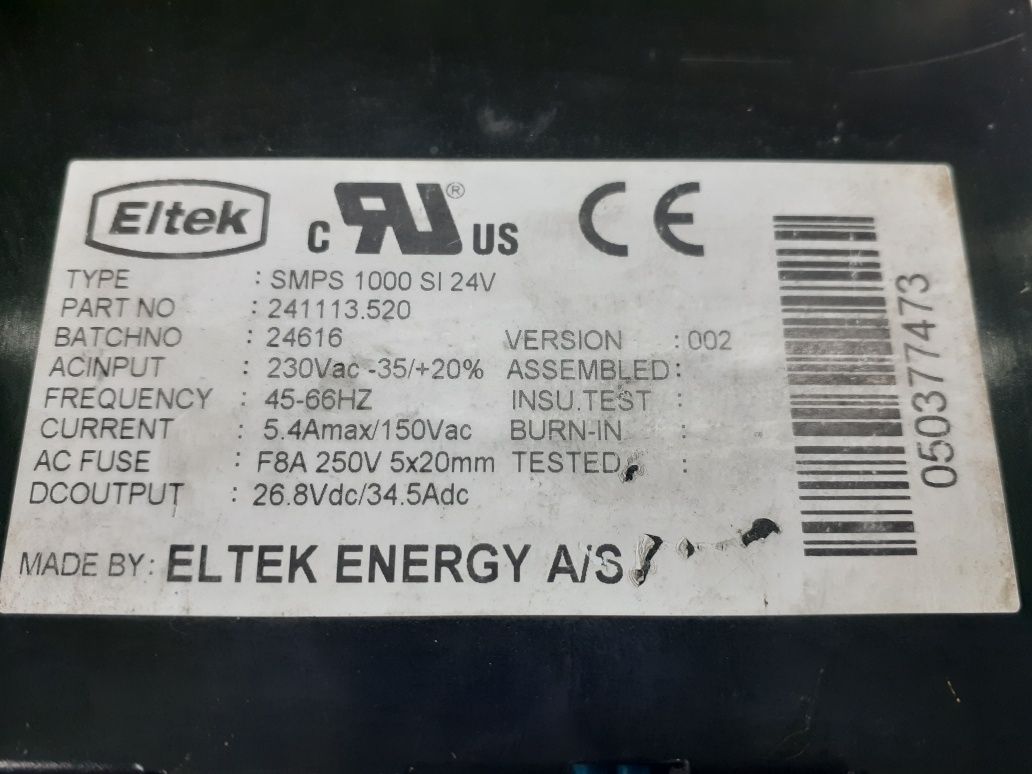 Eltek
C RU ® US CE
TYPE : SMPS 1000 SI 24V
PART NO : 241113.520
BATCHNO : 24616 VERSION : 002
ACINPUT : 230Vac -35/+20% ASSEMBLED :
FREQUENCY : 45-66HZ INSU.TEST :
CURRENT : 5.4Amax/150Vac BURN-IN :
AC FUSE : F8A 250V 5x20mm TESTED :
DCOUTPUT : 26.8Vdc/34.5Adc
MADE BY: ELTEK ENERGY A/S
050377473